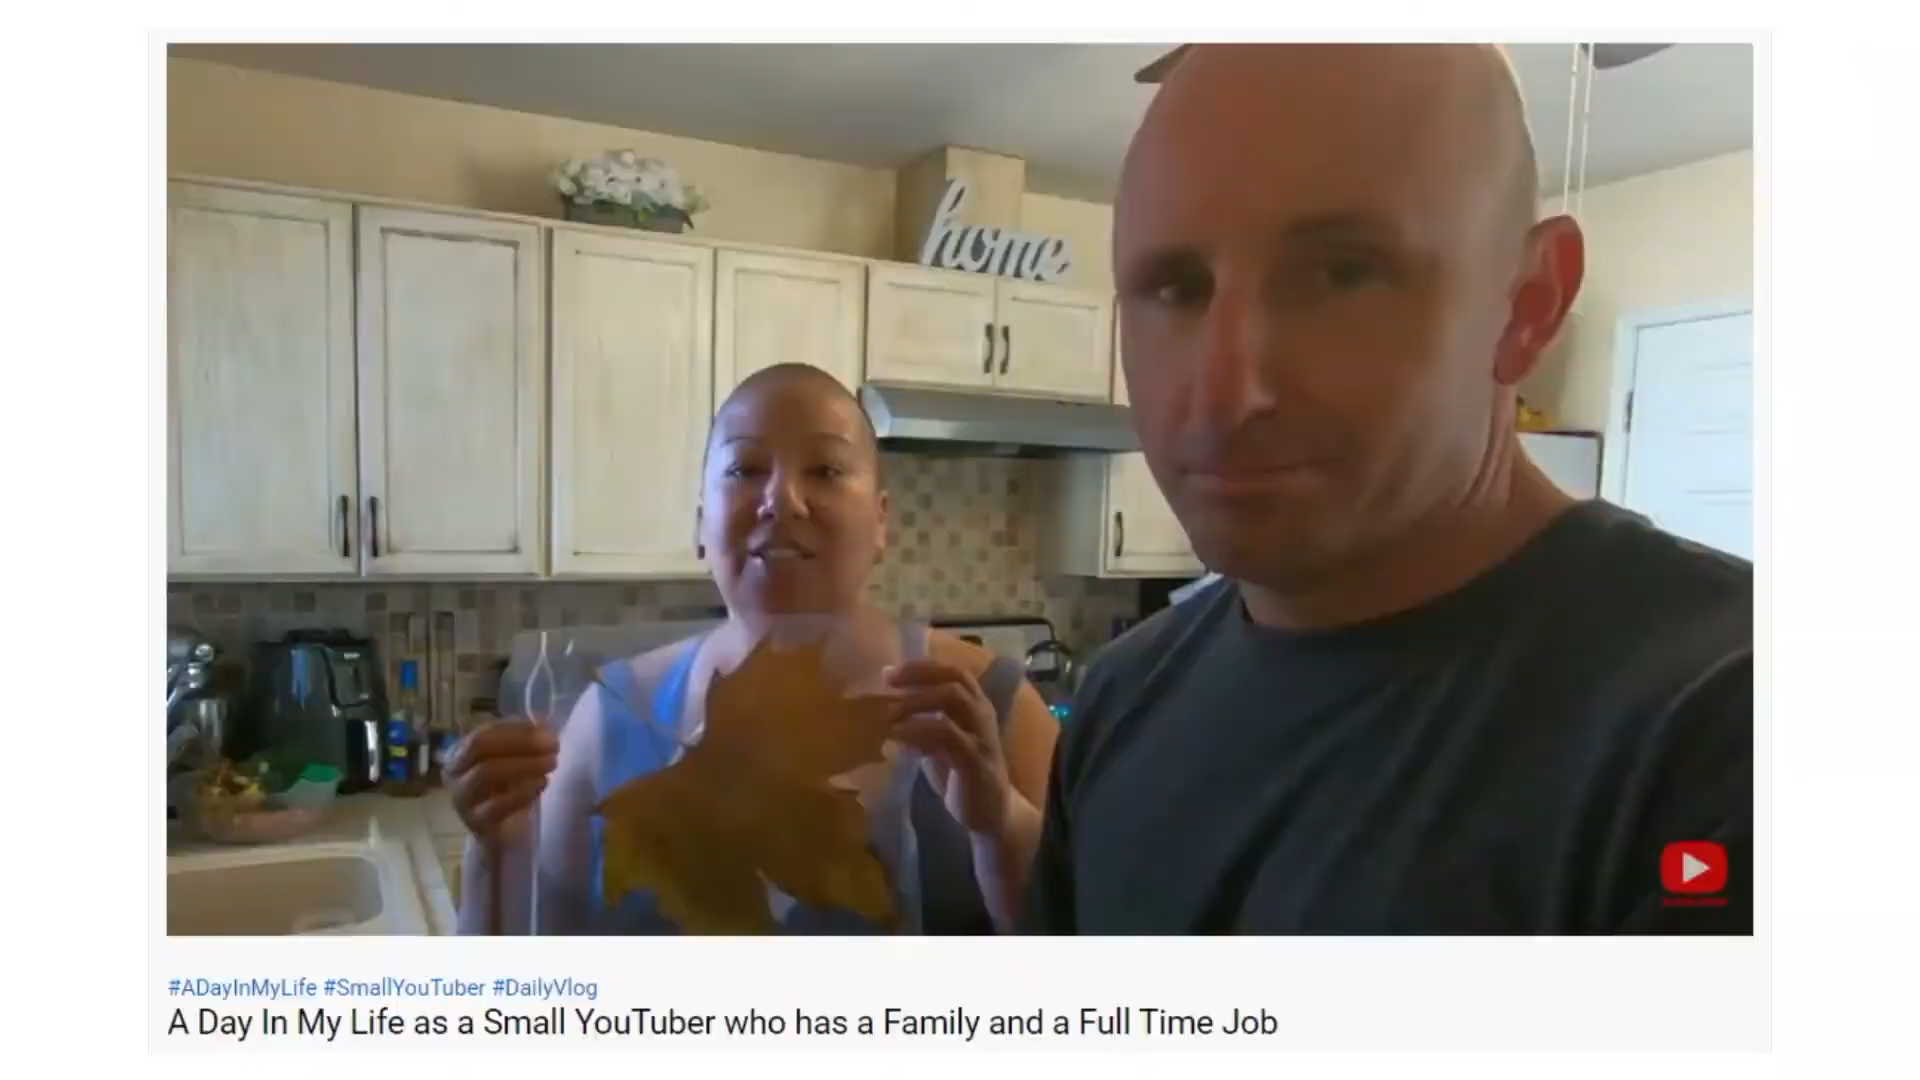 home
#ADayInMyLife #SmallYouTuber #DailyVlog
A Day In My Life as a Small YouTuber who has a Family and a Full Time Job